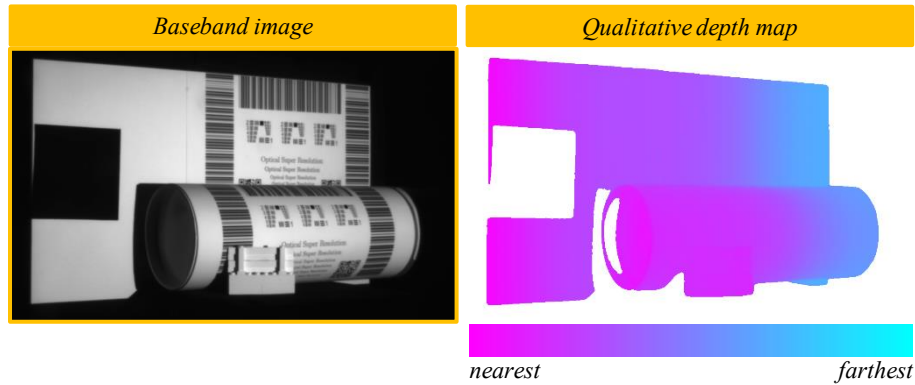 Baseband image
Qualitative depth map
Optical Super Resolution
Optical Super Resolution
Optical Super Resolution
Optical Super Resolution
nearest
farthest